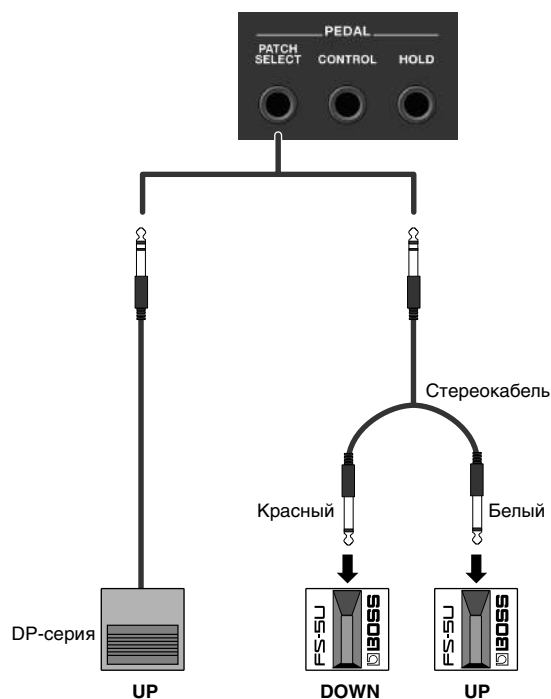 PEDAL
PATCH
SELECT CONTROL HOLD
Стереокабель
Красный Белый
DP-серия
FS-5U BOSS FS-5U BOSS
UP DOWN UP